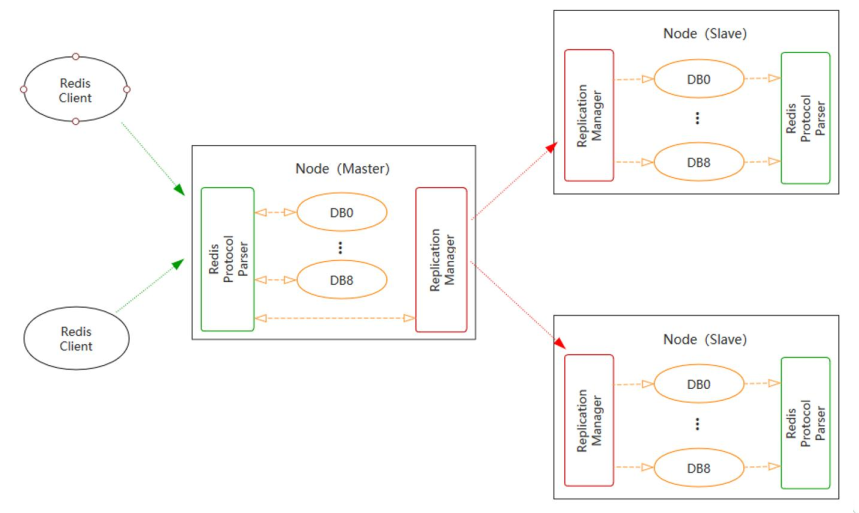 Redis
Client
Redis
Client
Node (Master)
Redis
Protocol
Parser
DB0
DB8
Replication
Manager
Node (Slave)
Replication
Manager
DB0
DB8
Redis
Protocol
Parser
Node (Slave)
Replication
Manager
DB0
DB8
Redis
Protocol
Parser